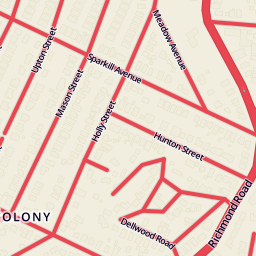 Upton Street
Mason Street
Holly Street
Sparkill Avenue
Meadow Avenue
Hunton Street
OLONY
Dellwood Road
Richmond Road